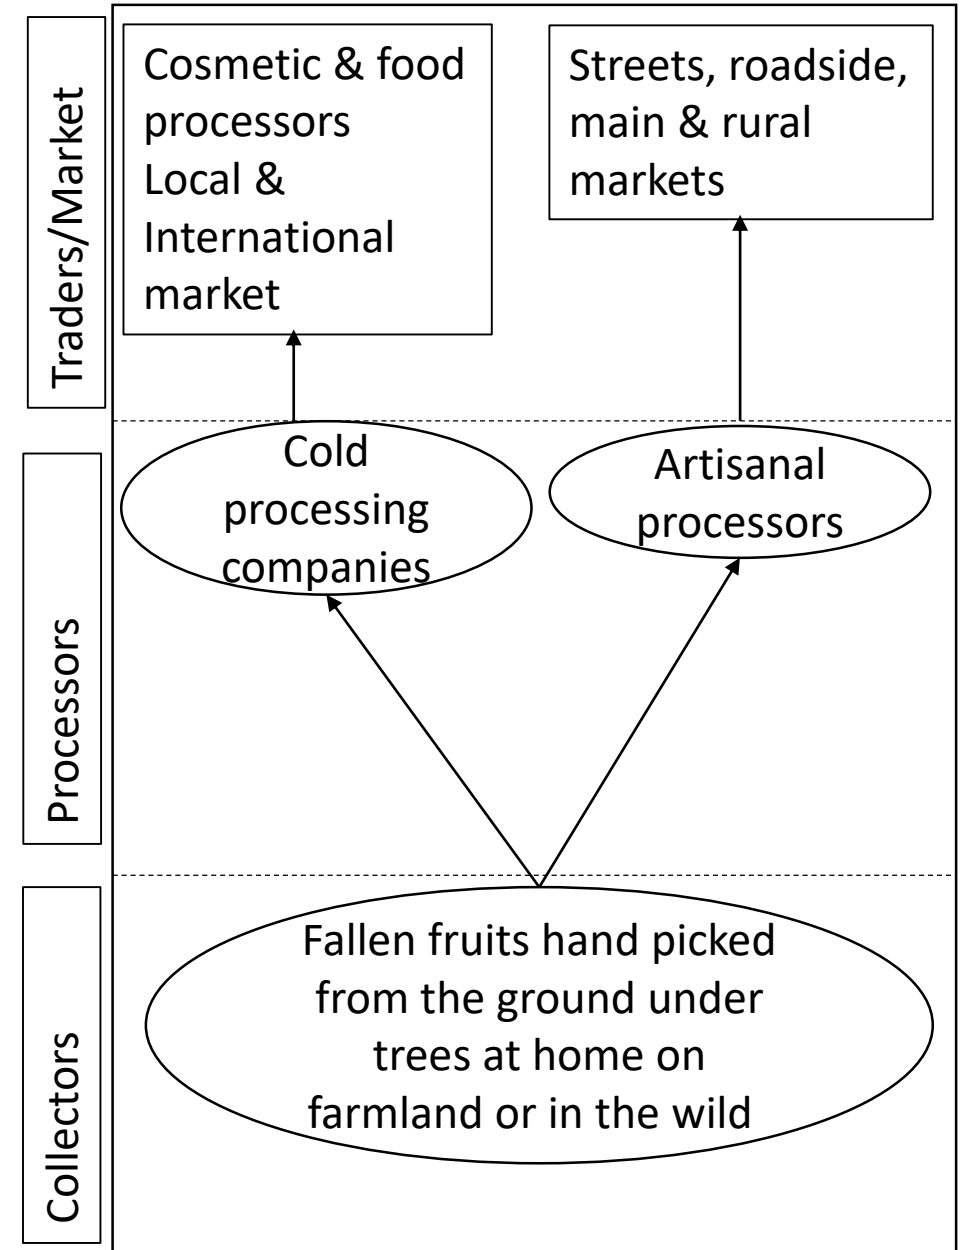 Traders/Market
Cosmetic & food
processors
Local &
International
market
Streets, roadside,
main & rural
markets
Processors
Cold
processing
companies
Artisanal
processors
Collectors
Fallen fruits hand picked
from the ground under
trees at home on
farmland or in the wild